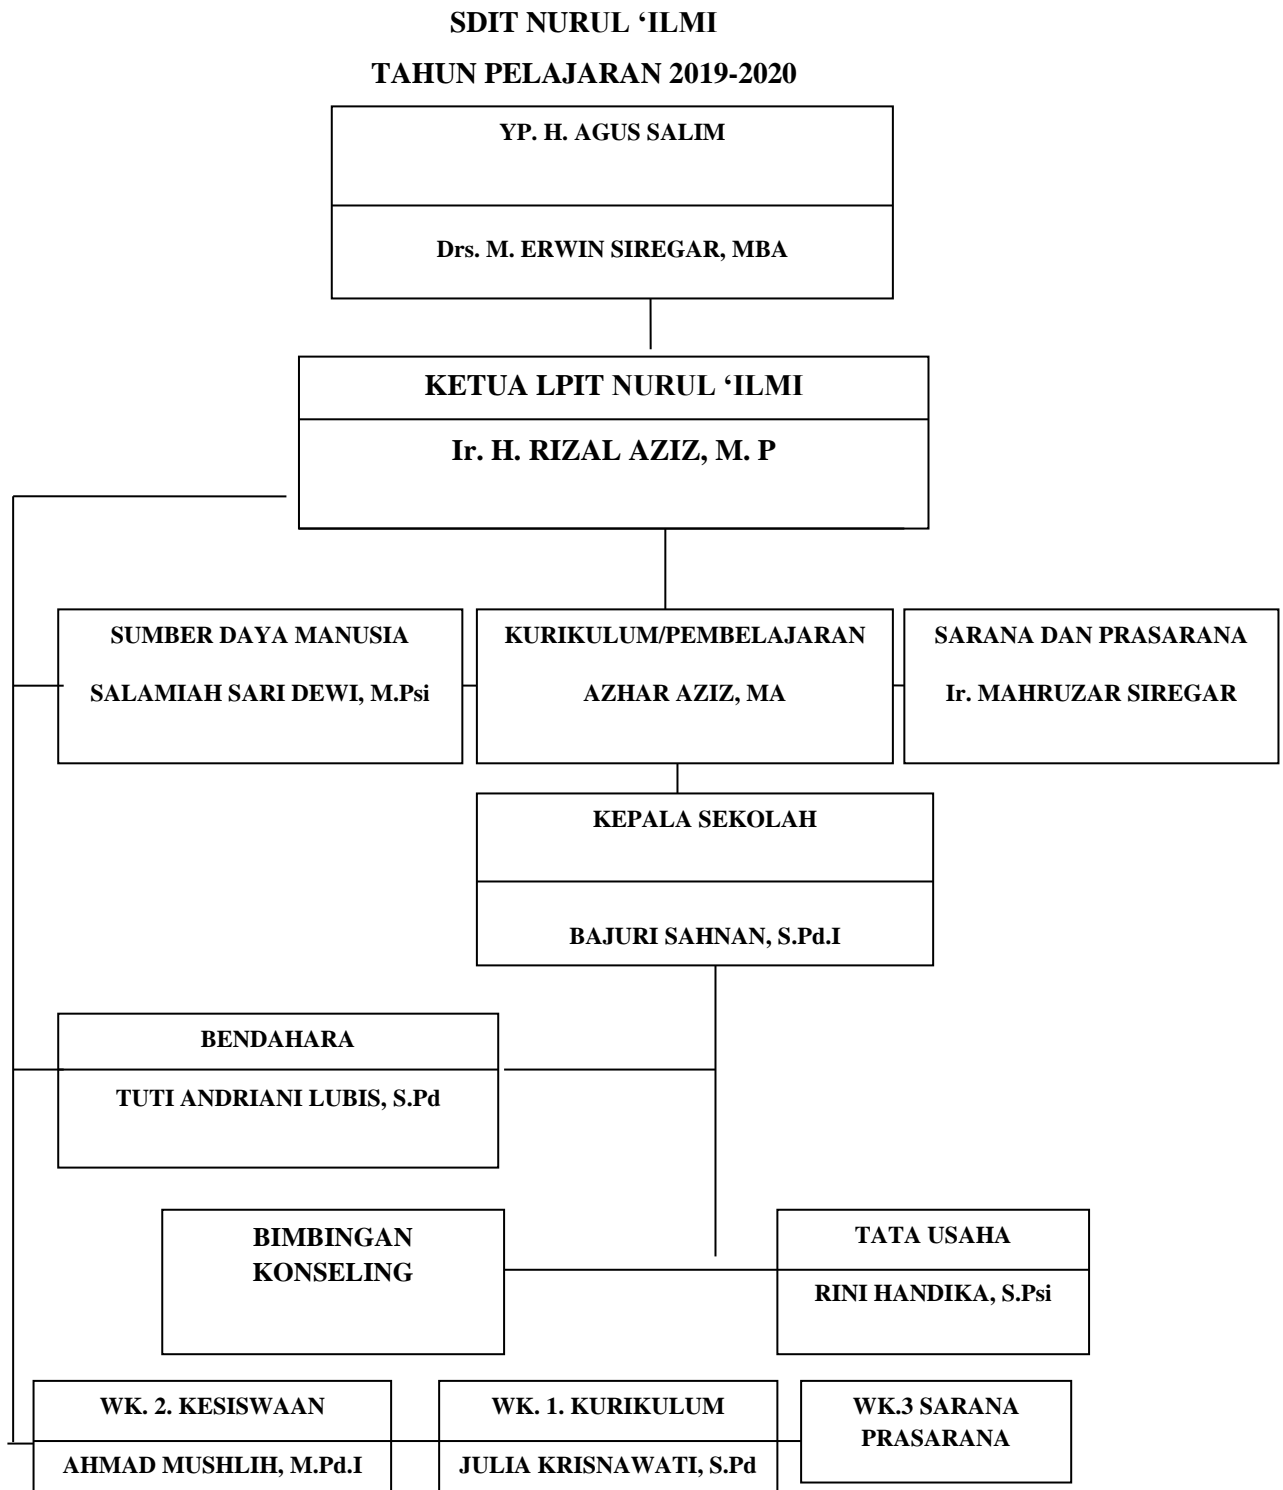 SDIT NURUL ‘ILMI
TAHUN PELAJARAN 2019-2020
YP. H. AGUS SALIM
Drs. M. ERWIN SIREGAR, MBA
KETUA LPIT NURUL ‘ILMI
Ir. H. RIZAL AZIZ, M. P
SUMBER DAYA MANUSIA
SALAMIAH SARI DEWI, M.Psi
KURIKULUM/PEMBELAJARAN
AZHAR AZIZ, MA
SARANA DAN PRASARANA
Ir. MAHRUZAR SIREGAR
KEPALA SEKOLAH
BAJURI SAHNAN, S.Pd.I
BENDAHARA
TUTI ANDRIANI LUBIS, S.Pd
BIMBINGAN
KONSELING
TATA USAHA
RINI HANDIKA, S.Psi
WK. 2. KESISWAAN
AHMAD MUSHLIH, M.Pd.I
WK. 1. KURIKULUM
JULIA KRISNAWATI, S.Pd
WK.3 SARANA
PRASARANA